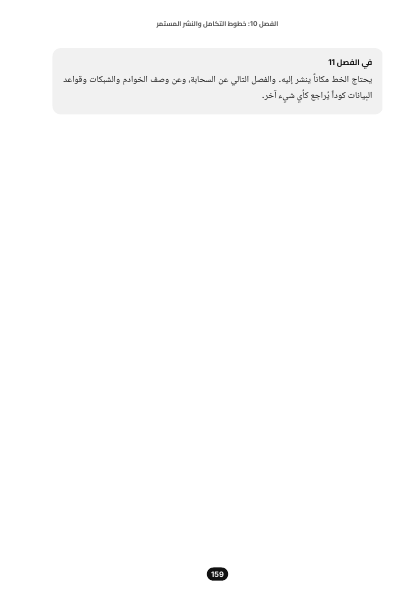 الفصل 10: خطوط التكامل والنشر المستمر
في الفصل 11
يحتاج الخط مكاناً ينشر إليه. والفصل التالي عن السحابة، وعن وصف الخوادم والشبكات وقواعد
البيانات كوداً يُراجع كأي شيء آخر.
159